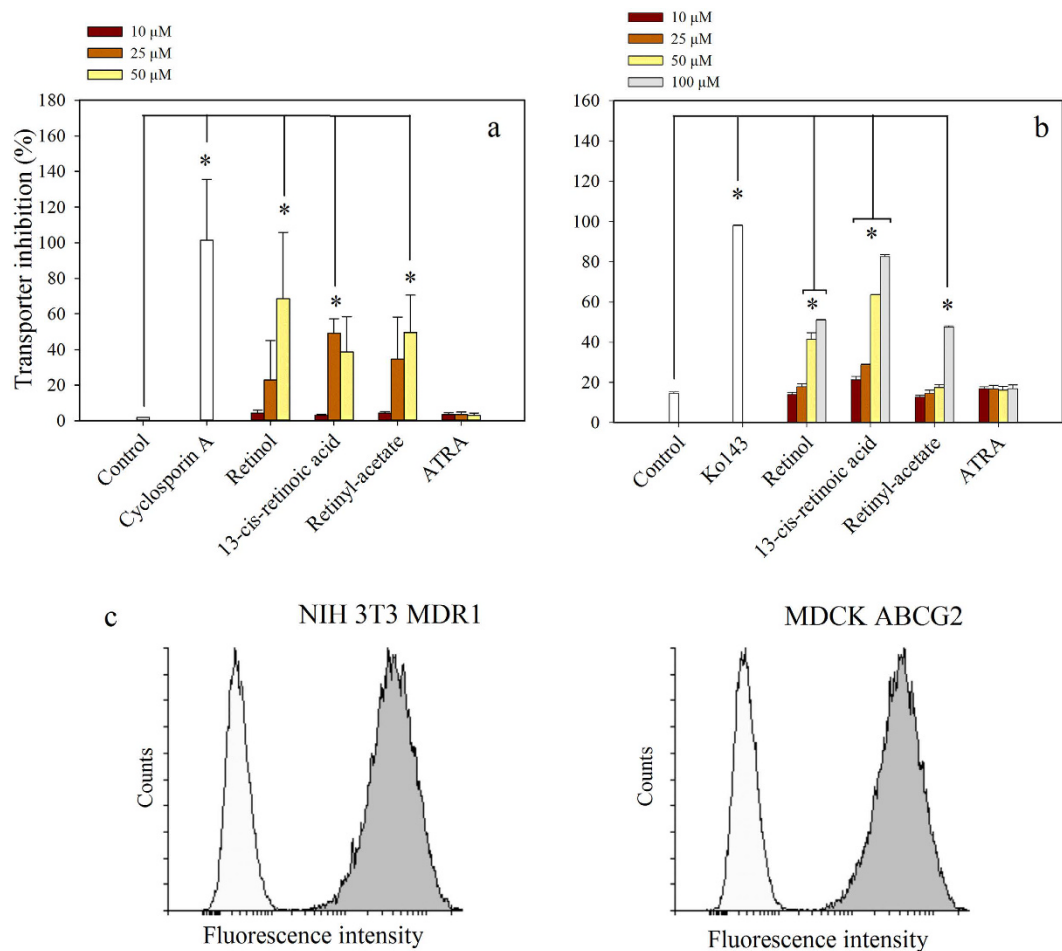 10 µM
25 µM
50 µM
180
160
140
120
100
80
60
40
20
0
Transporter inhibition (%)
a
*
*
*
*
Control
Cyclosporin A
Retinol
13-cis-retinoic acid
Retinyl-acetate
ATRA
10 µM
25 µM
50 µM
100 µM
160
140
120
100
80
60
40
20
0
b
*
*
*
*
Control
Ko143
Retinol
13-cis-retinoic acid
Retinyl-acetate
ATRA
c
NIH 3T3 MDR1
Counts
Fluorescence intensity
MDCK ABCG2
Counts
Fluorescence intensity